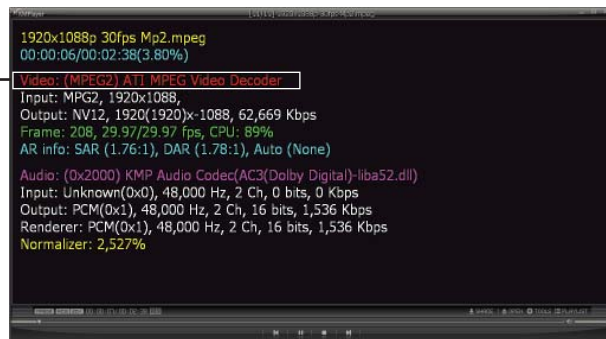 KMPlayer
1920x1088p 30fps Mp2.mpeg
00:00:06/00:02:38(3.80%)
Video: (MPEG2) ATI MPEG Video Decoder
Input: MPG2, 1920x1088,
Output: NV12, 1920(1920)x-1088, 62,669 Kbps
Frame: 208, 29.97/29.97 fps, CPU: 89%
AR info: SAR (1.76:1), DAR (1.78:1), Auto (None)
Audio: (0x2000) KMP Audio Codec(AC3(Dolby Digital)-liba52.dll)
Input: Unknown(0x0), 48,000 Hz, 2 Ch, 0 bits, 0 Kbps
Output: PCM(0x1), 48,000 Hz, 2 Ch, 16 bits, 1,536 Kbps
Renderer: PCM(0x1), 48,000 Hz, 2 Ch, 16 bits, 1,536 Kbps
Normalizer: 2,527%
OPEN TOOLS PLAYLIST